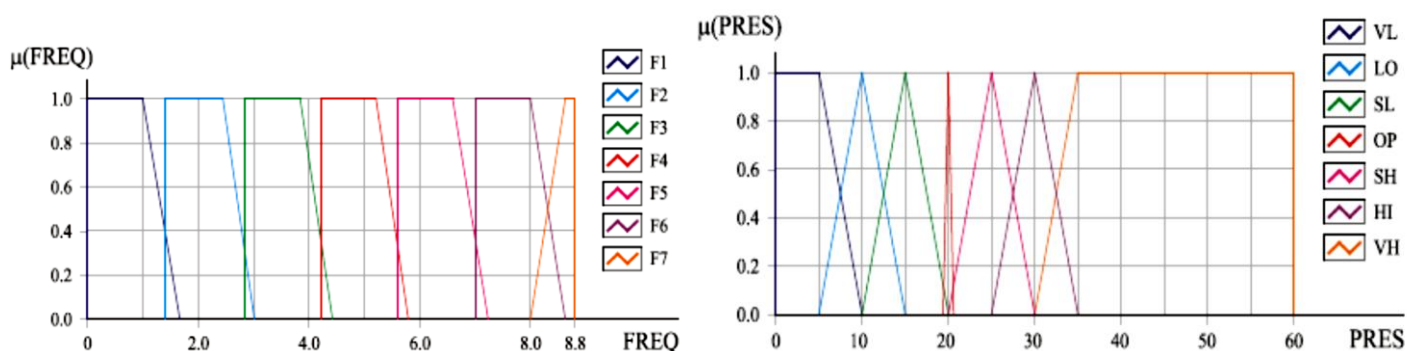 μ(FREQ)
1.0
0.8
0.6
0.4
0.2
0.0
0 2.0 4.0 6.0 8.0 8.8 FREQ
F1
F2
F3
F4
F5
F6
F7
μ(PRES)
1.0
0.8
0.6
0.4
0.2
0.0
0 10 20 30 40 50 60 PRES
VL
LO
SL
OP
SH
HI
VH